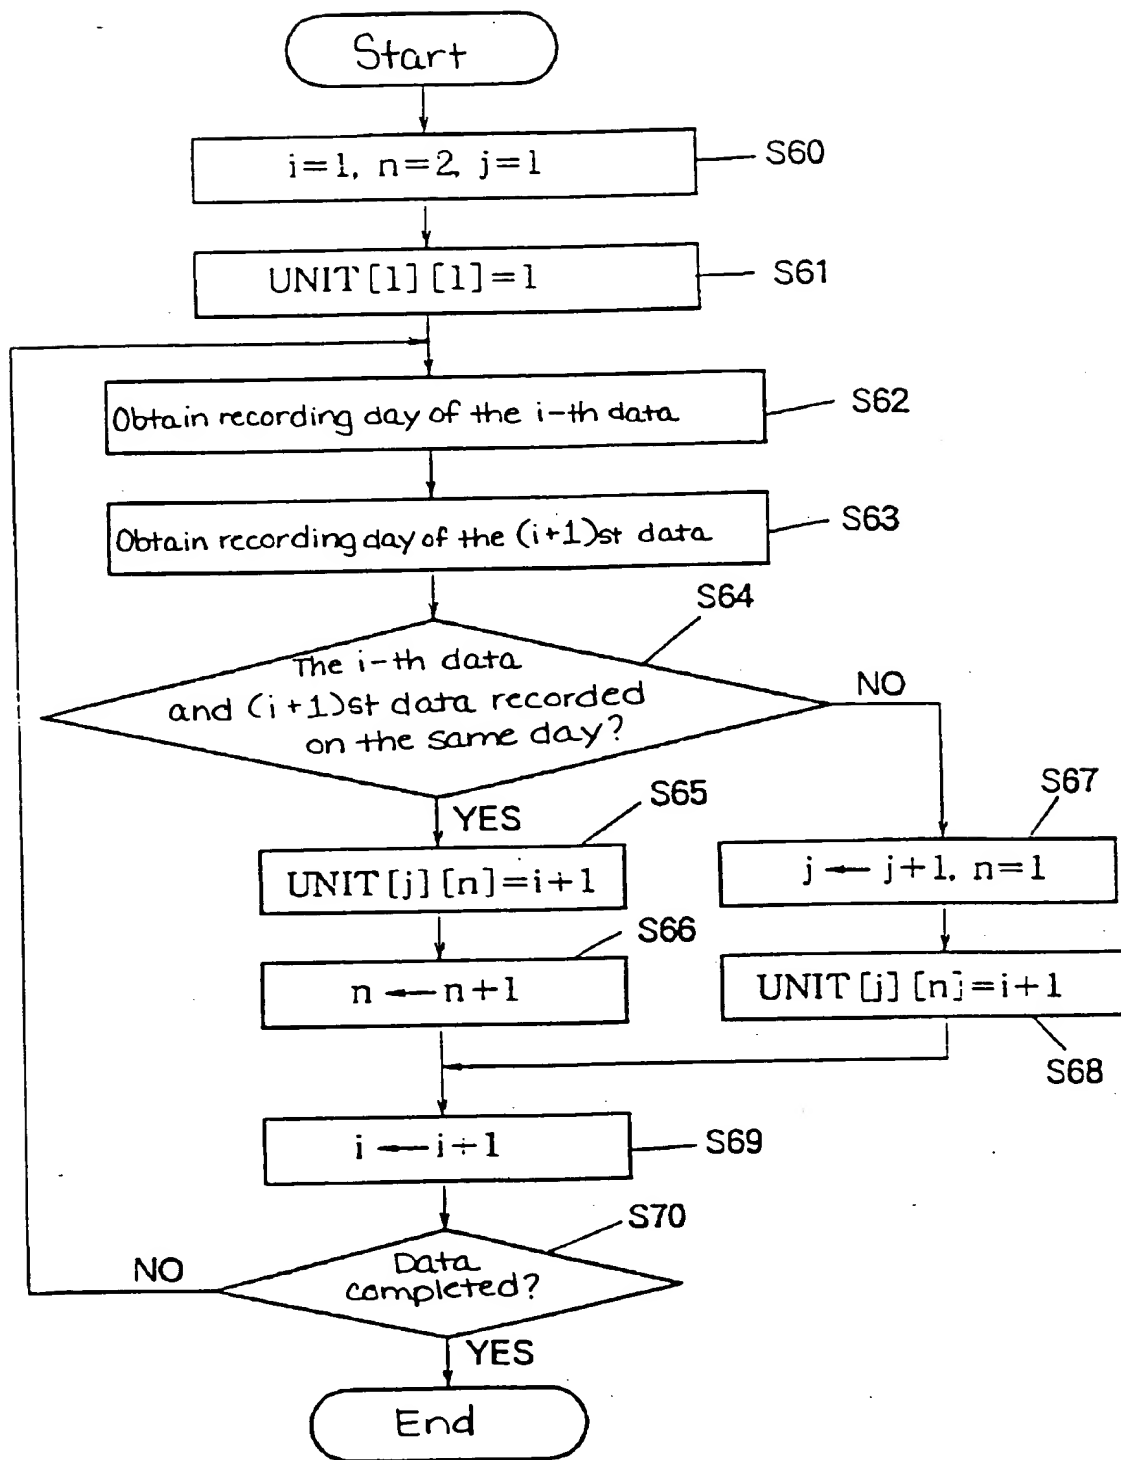 Start
i=1, n=2, j=1
S60
UNIT[1][1]=1
S61
Obtain recording day of the i-th data
S62
Obtain recording day of the (i+1)st data
S63
S64
The i-th data
and (i+1)st data recorded
on the same day?
NO
YES
S65
UNIT[j][n]=i+1
S67
j ← j+1, n=1
S66
n ← n+1
UNIT[j][n]=i+1
S68
i ← i+1
S69
S70
Data
completed?
NO
YES
End